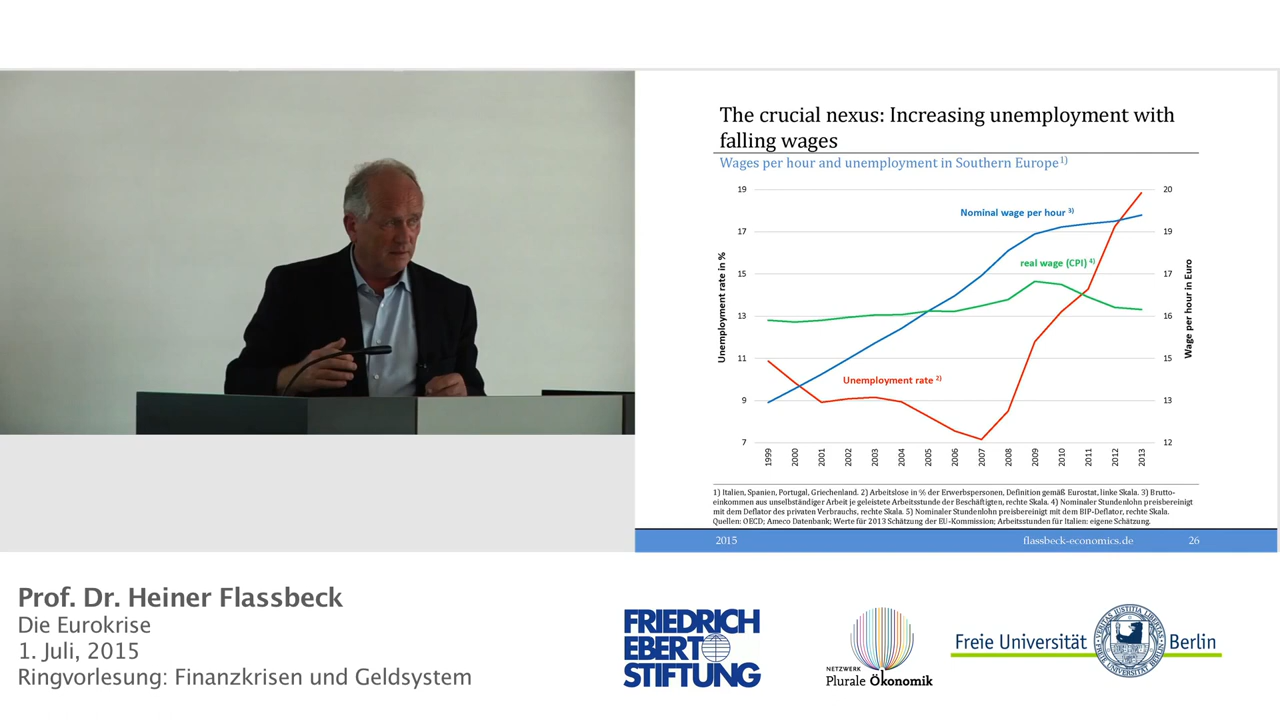 The crucial nexus: Increasing unemployment with
falling wages
Wages per hour and unemployment in Southern Europe1)
Unemployment rate in %
19
17
15
13
11
9
7
Nominal wage per hour 3)
real wage (CPI) 4)
Unemployment rate 2)
20
19
17
16
15
13
12
Wage per hour in Euro
1999
2000
2001
2002
2003
2004
2005
2006
2007
2008
2009
2010
2011
2012
2013
1) Italien, Spanien, Portugal, Griechenland. 2) Arbeitslose in % der Erwerbspersonen, Definition gemäß Eurostat, linke Skala. 3) Brutto-
einkommen aus unselbständiger Arbeit je geleistete Arbeitsstunde der Beschäftigten, rechte Skala. 4) Nominaler Stundenlohn preisbereinigt
mit dem Deflator des privaten Verbrauchs, rechte Skala. 5) Nominaler Stundenlohn preisbereinigt mit dem BIP-Deflator, rechte Skala.
Quellen: OECD; Ameco Datenbank; Werte für 2013 Schätzung der EU-Kommission; Arbeitsstunden für Italien: eigene Schätzung.
2015
flassbeck-economics.de
26
Prof. Dr. Heiner Flassbeck
Die Eurokrise
1. Juli, 2015
Ringvorlesung: Finanzkrisen und Geldsystem
FRIEDRICH
EBERT
STIFTUNG
NETZWERK
Plurale Ökonomik
Freie Universität Berlin